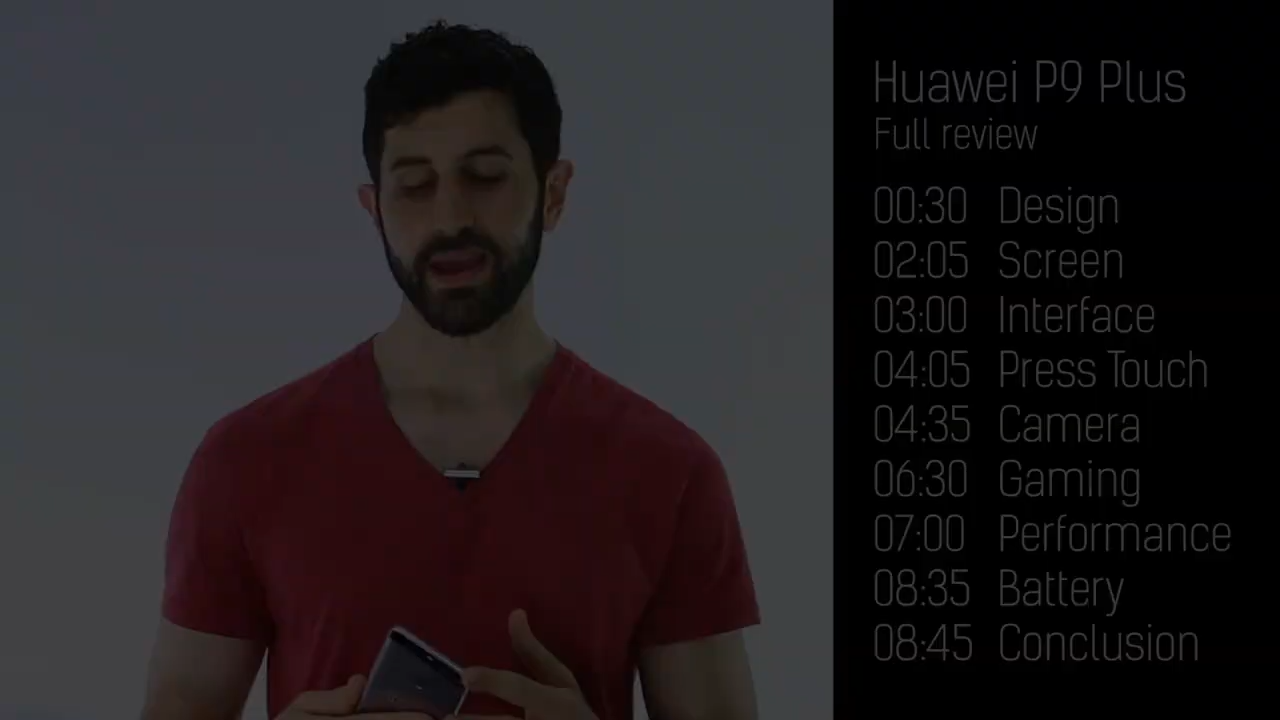 Huawei P9 Plus
Full review
00:30 Design
02:05 Screen
03:00 Interface
04:05 Press Touch
04:35 Camera
06:30 Gaming
07:00 Performance
08:35 Battery
08:45 Conclusion